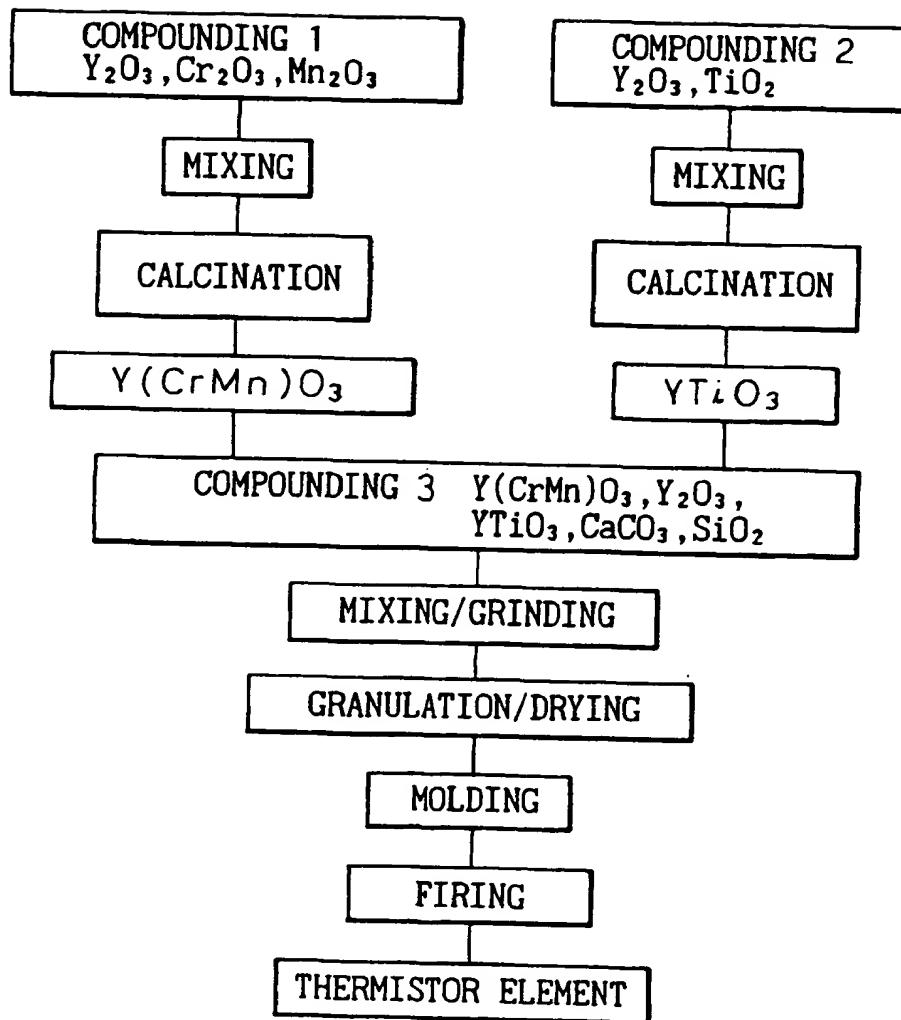 COMPOUNDING 1
Y₂O₃,Cr₂O₃,Mn₂O₃
MIXING
CALCINATION
Y(CrMn)O₃
COMPOUNDING 2
Y₂O₃,TiO₂
MIXING
CALCINATION
YTiO₃
COMPOUNDING 3 Y(CrMn)O₃,Y₂O₃,
YTiO₃,CaCO₃,SiO₂
MIXING/GRINDING
GRANULATION/DRYING
MOLDING
FIRING
THERMISTOR ELEMENT